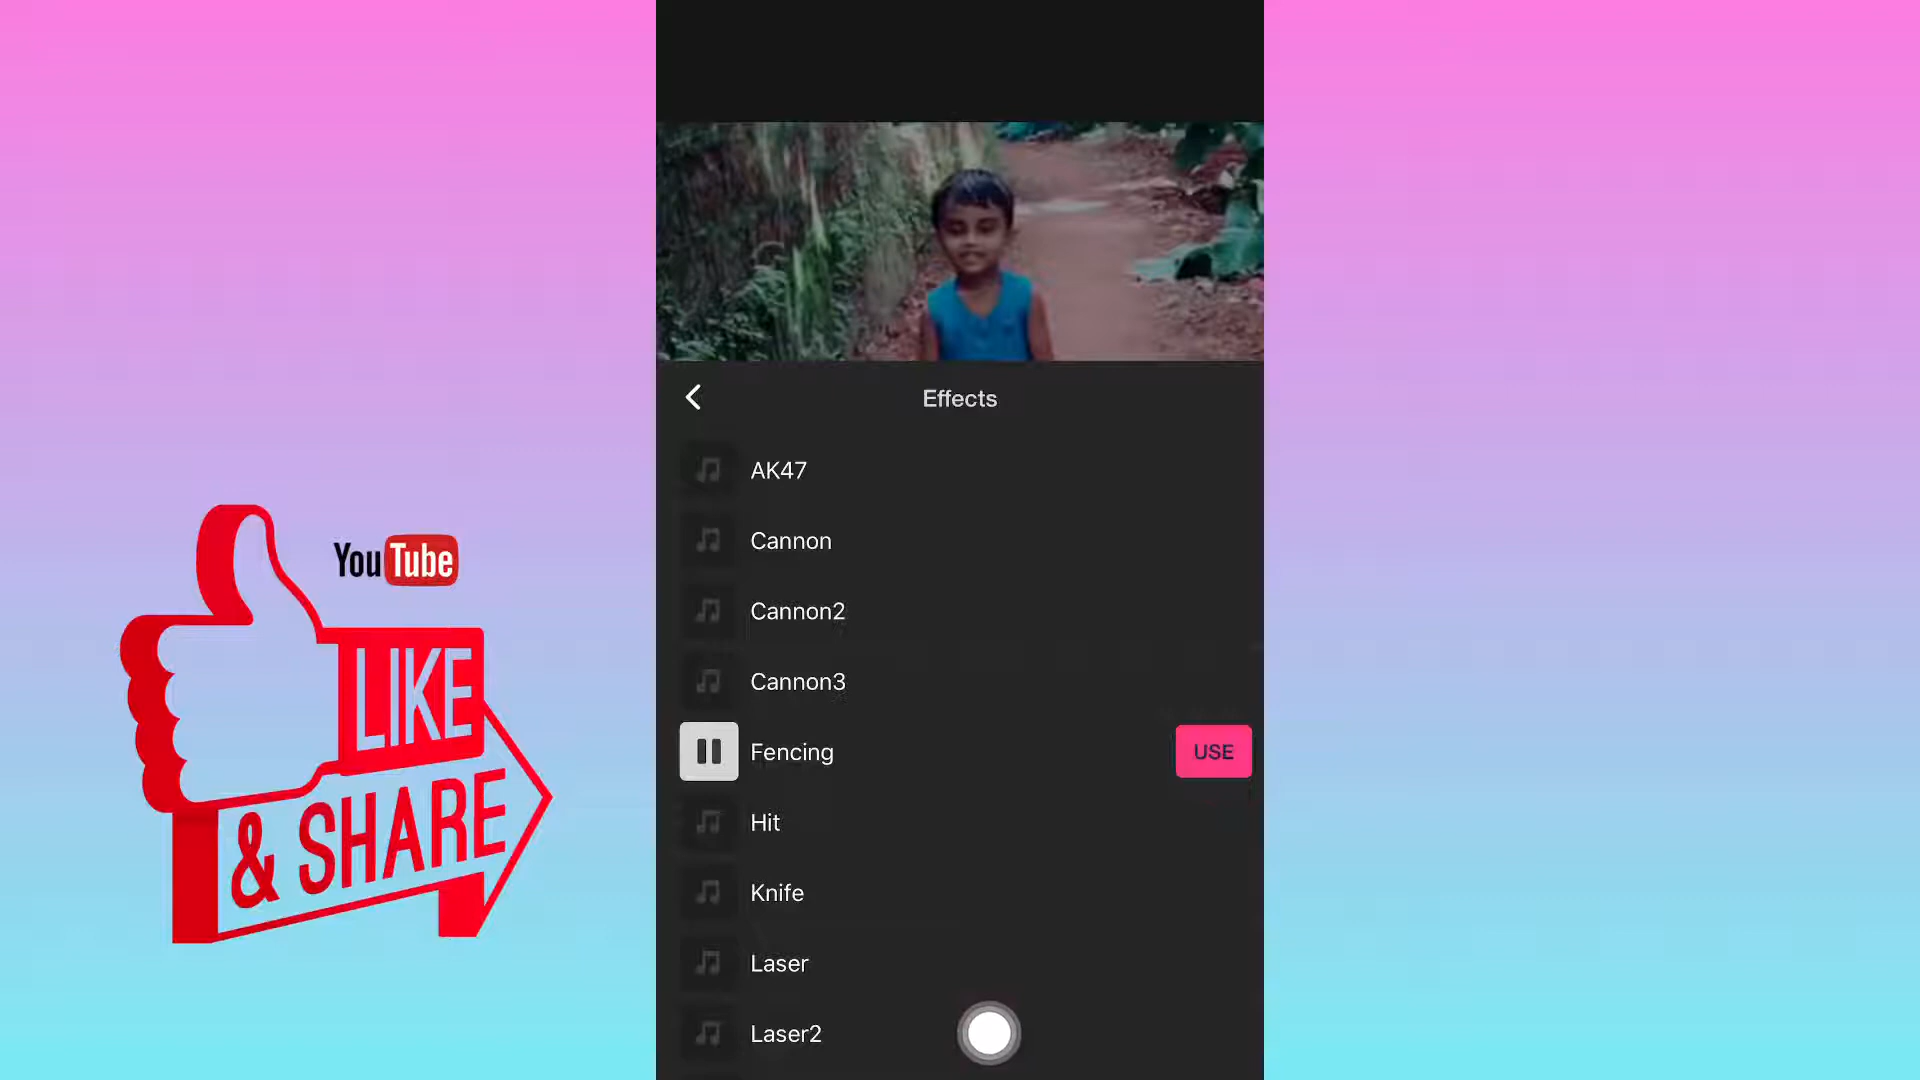 YouTube
LIKE
& SHARE
Effects
AK47
Cannon
Cannon2
Cannon3
Fencing
USE
Hit
Knife
Laser
Laser2